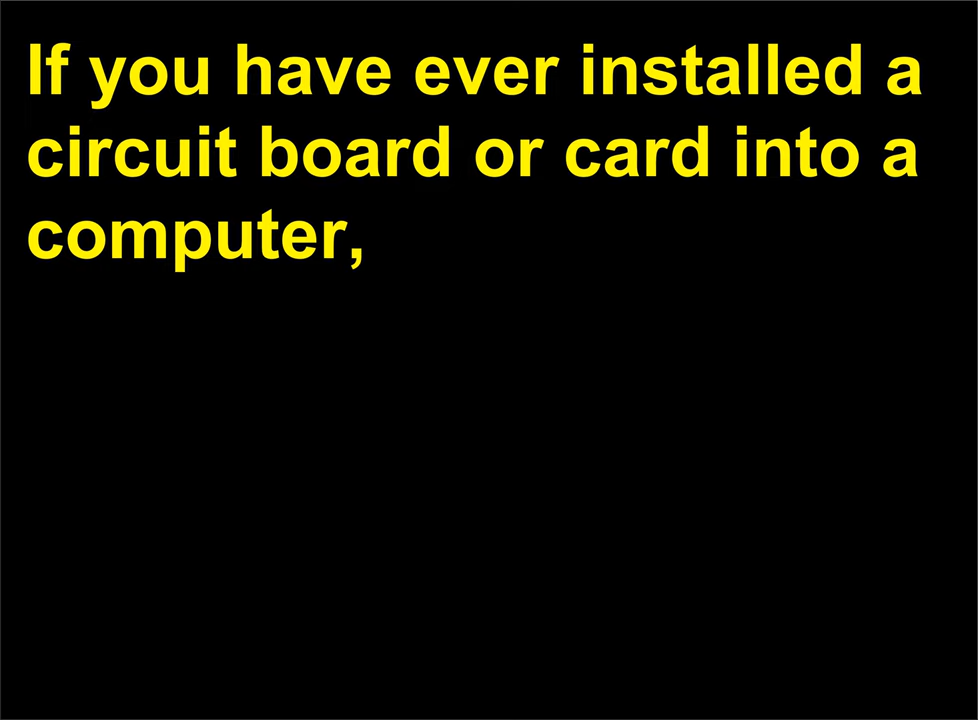 If you have ever installed a
circuit board or card into a
computer,